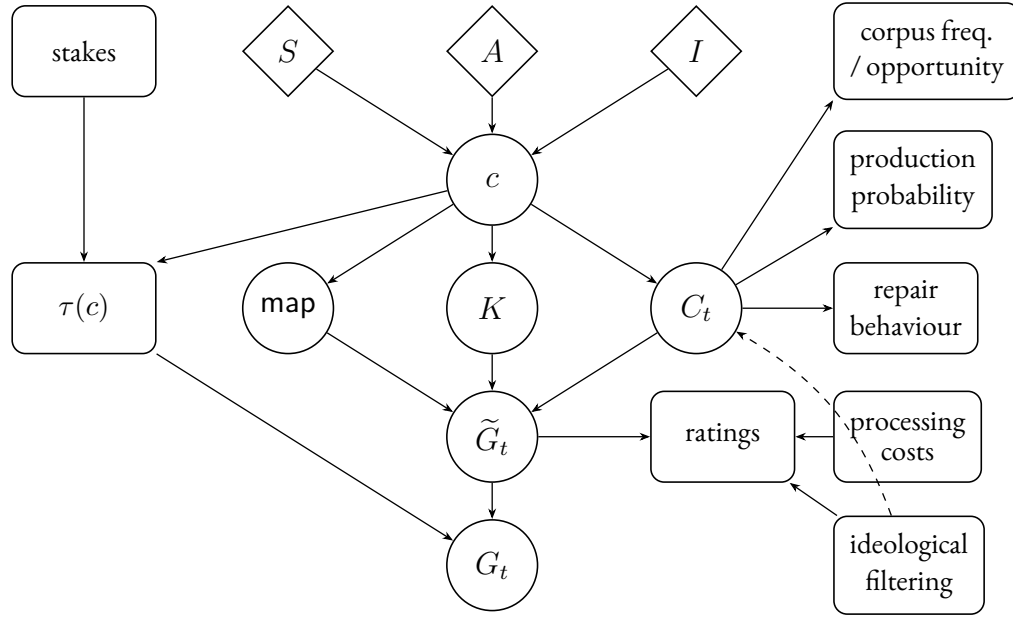 stakes
S
A
I
corpus freq.
/ opportunity
c
production
probability
τ(c)
map
K
C_t
repair
behaviour
G̃_t
ratings
processing
costs
G_t
ideological
filtering